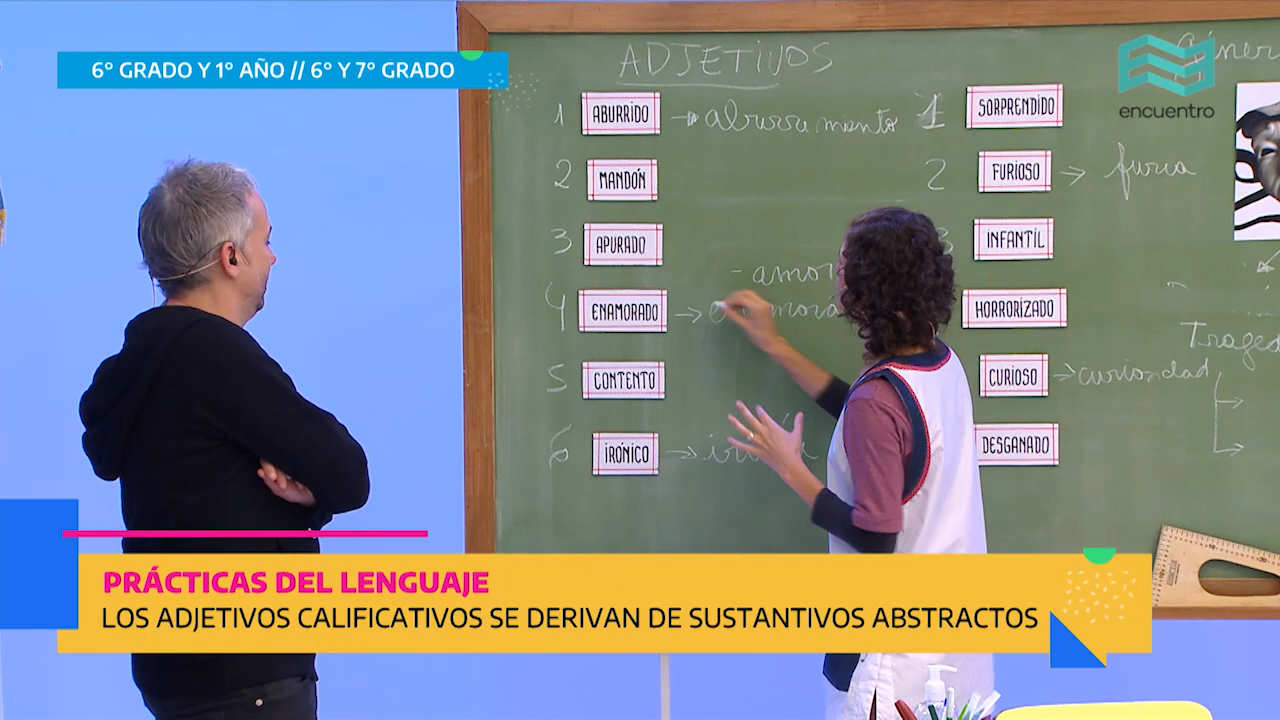 6° GRADO Y 1° AÑO // 6° Y 7° GRADO
encuentro
ADJETIVOS
1 ABURRIDO → aburrimiento
2 MANDÓN
3 APURADO
- amor
4 ENAMORADO →
5 CONTENTO
6 IRÓNICO →
1 SORPRENDIDO
2 FURIOSO → furia
3 INFANTIL
HORRORIZADO
CURIOSO → curiosidad
DESGANADO
PRÁCTICAS DEL LENGUAJE
LOS ADJETIVOS CALIFICATIVOS SE DERIVAN DE SUSTANTIVOS ABSTRACTOS